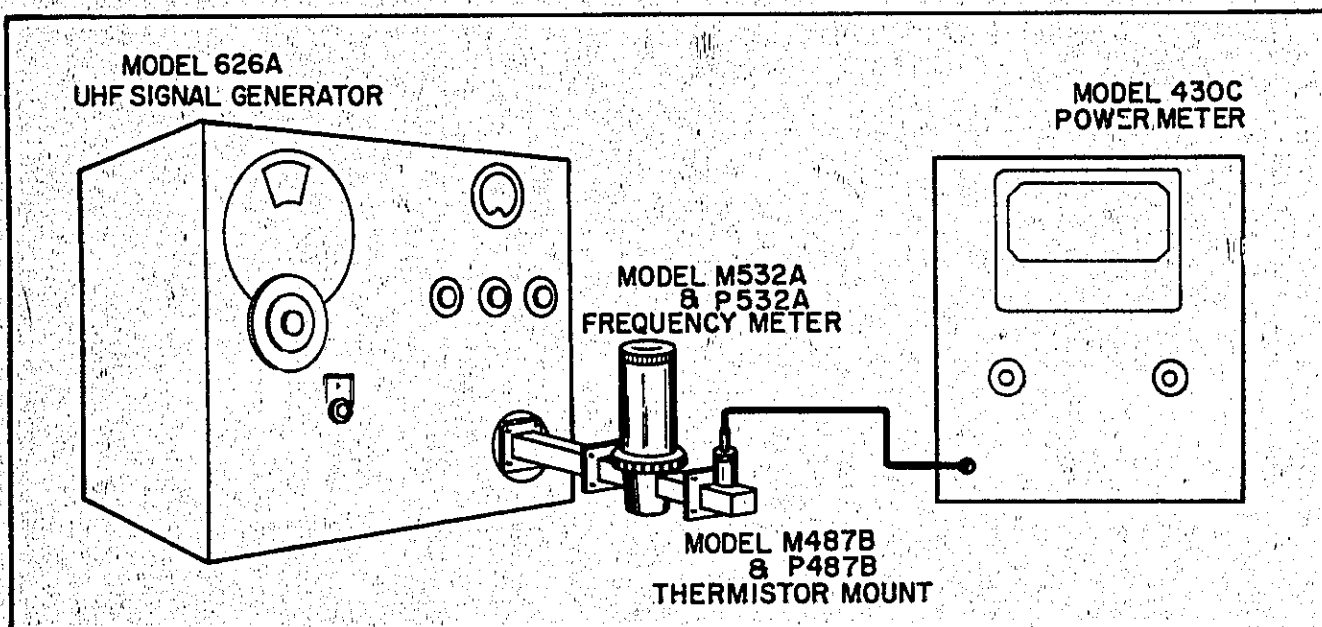 MODEL 626A
UHF SIGNAL GENERATOR
MODEL 430C
POWER METER
MODEL M532A
& P532A
FREQUENCY METER
MODEL M487B
& P487B
THERMISTOR MOUNT